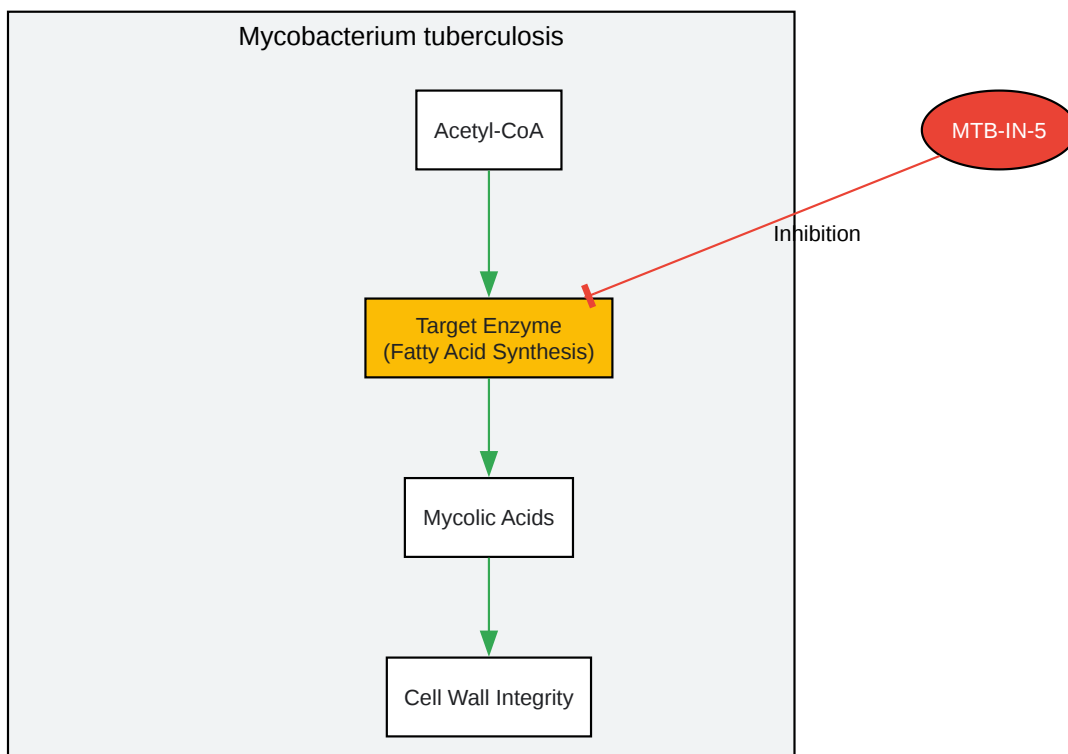 Mycobacterium tuberculosis
Acetyl-CoA
MTB-IN-5
Inhibition
Target Enzyme
(Fatty Acid Synthesis)
Mycolic Acids
Cell Wall Integrity